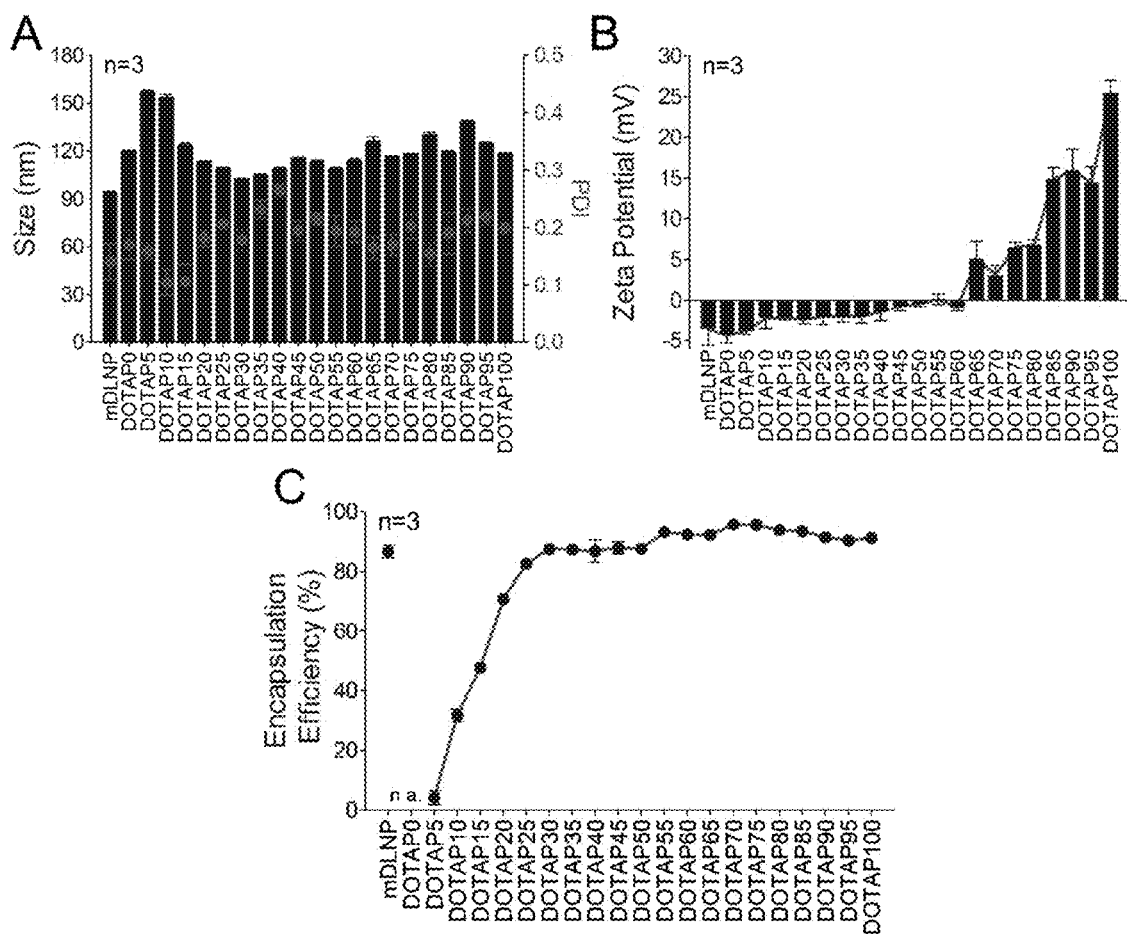 A
n=3
Size (nm)
180
150
120
90
60
30
0
0.5
0.4
0.3
0.2
0.1
0.0
PDI
mDLNP
DOTAP0
DOTAP5
DOTAP10
DOTAP15
DOTAP20
DOTAP25
DOTAP30
DOTAP35
DOTAP40
DOTAP45
DOTAP50
DOTAP55
DOTAP60
DOTAP65
DOTAP70
DOTAP75
DOTAP80
DOTAP85
DOTAP90
DOTAP95
DOTAP100
B
n=3
Zeta Potential (mV)
30
25
20
15
10
5
0
-5
mDLNP
DOTAP0
DOTAP5
DOTAP10
DOTAP15
DOTAP20
DOTAP25
DOTAP30
DOTAP35
DOTAP40
DOTAP45
DOTAP50
DOTAP55
DOTAP60
DOTAP65
DOTAP70
DOTAP75
DOTAP80
DOTAP85
DOTAP90
DOTAP95
DOTAP100
C
n=3
Encapsulation
Efficiency (%)
100
80
60
40
20
0
n.a.
mDLNP
DOTAP0
DOTAP5
DOTAP10
DOTAP15
DOTAP20
DOTAP25
DOTAP30
DOTAP35
DOTAP40
DOTAP45
DOTAP50
DOTAP55
DOTAP60
DOTAP65
DOTAP70
DOTAP75
DOTAP80
DOTAP85
DOTAP90
DOTAP95
DOTAP100